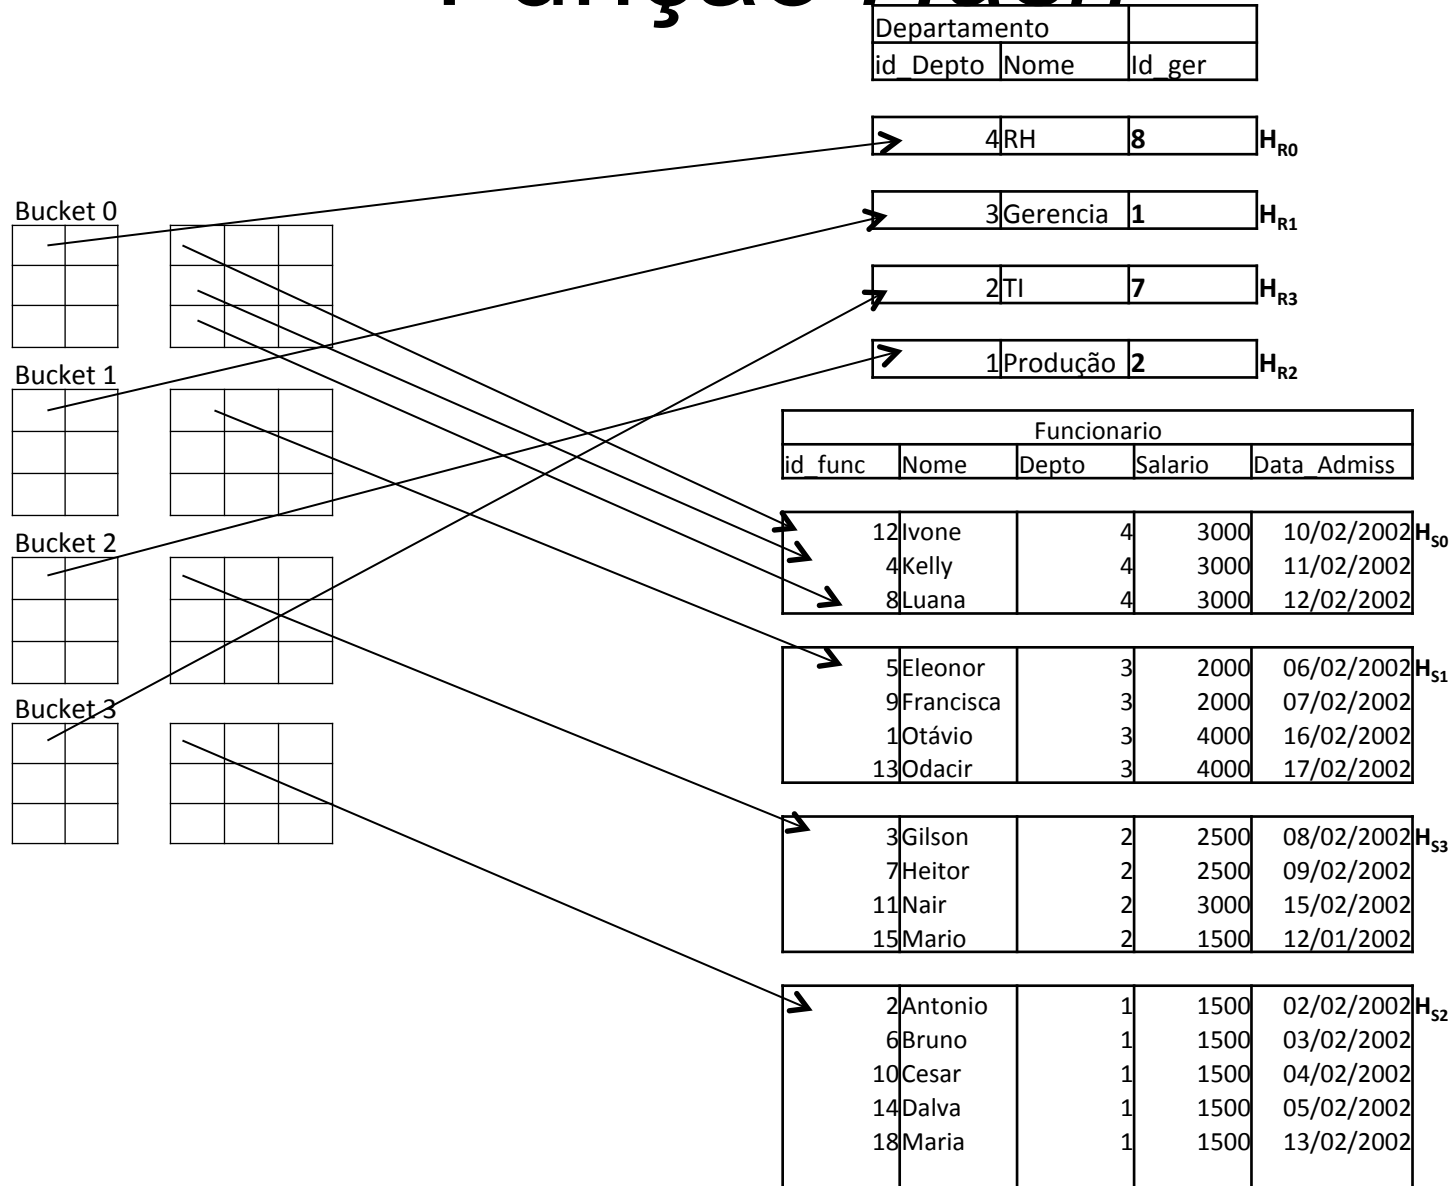 Função Hash
Departamento
id_Depto Nome Id_ger
4 RH 8 HR0
Bucket 0
3 Gerencia 1 HR1
2 TI 7 HR3
Bucket 1
1 Produção 2 HR2
Funcionario
id_func Nome Depto Salario Data_Admiss
Bucket 2
12 Ivone 4 3000 10/02/2002 HS0
4 Kelly 4 3000 11/02/2002
8 Luana 4 3000 12/02/2002
Bucket 3
5 Eleonor 3 2000 06/02/2002 HS1
9 Francisca 3 2000 07/02/2002
1 Otávio 3 4000 16/02/2002
13 Odacir 3 4000 17/02/2002
3 Gilson 2 2500 08/02/2002 HS3
7 Heitor 2 2500 09/02/2002
11 Nair 2 3000 15/02/2002
15 Mario 2 1500 12/01/2002
2 Antonio 1 1500 02/02/2002 HS2
6 Bruno 1 1500 03/02/2002
10 Cesar 1 1500 04/02/2002
14 Dalva 1 1500 05/02/2002
18 Maria 1 1500 13/02/2002